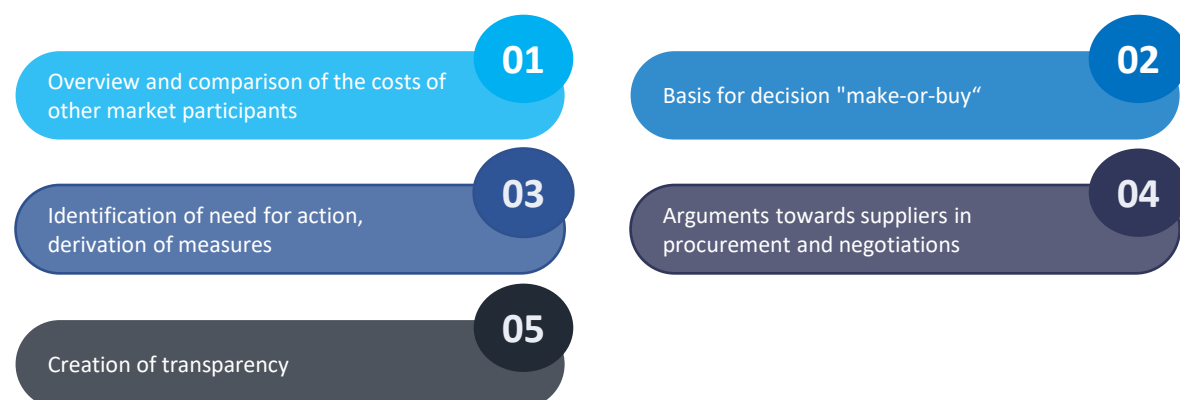 01
Overview and comparison of the costs of
other market participants
02
Basis for decision "make-or-buy“
03
Identification of need for action,
derivation of measures
04
Arguments towards suppliers in
procurement and negotiations
05
Creation of transparency